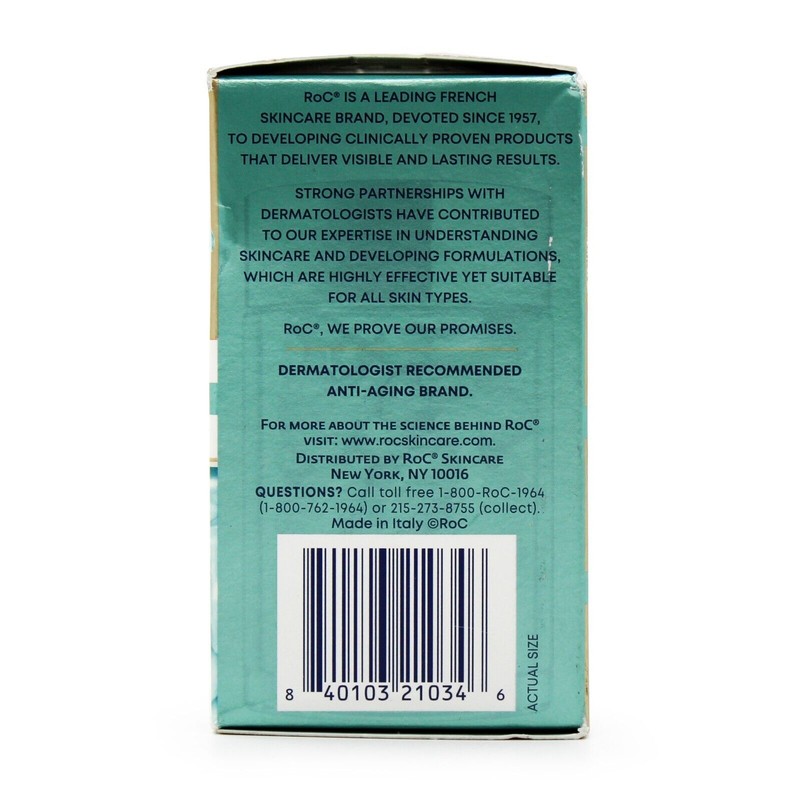 RoC® IS A LEADING FRENCH
SKINCARE BRAND, DEVOTED SINCE 1957,
TO DEVELOPING CLINICALLY PROVEN PRODUCTS
THAT DELIVER VISIBLE AND LASTING RESULTS.
STRONG PARTNERSHIPS WITH
DERMATOLOGISTS HAVE CONTRIBUTED
TO OUR EXPERTISE IN UNDERSTANDING
SKINCARE AND DEVELOPING FORMULATIONS,
WHICH ARE HIGHLY EFFECTIVE YET SUITABLE
FOR ALL SKIN TYPES.
RoC®, WE PROVE OUR PROMISES.
DERMATOLOGIST RECOMMENDED
ANTI-AGING BRAND.
FOR MORE ABOUT THE SCIENCE BEHIND RoC®
VISIT: www.rocskincare.com.
DISTRIBUTED BY RoC® SKINCARE
NEW YORK, NY 10016
QUESTIONS? Call toll free 1-800-RoC-1964
(1-800-762-1964) or 215-273-8755 (collect).
Made in Italy ©RoC
8 40103 21034 6
ACTUAL SIZE